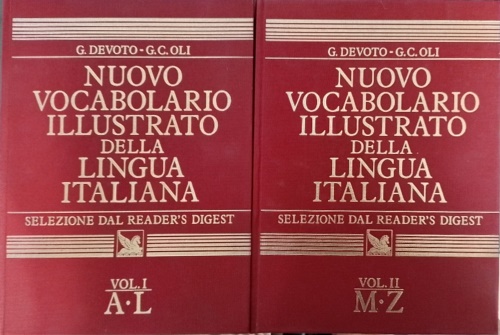 G. DEVOTO - G.C. OLI
NUOVO
VOCABOLARIO
ILLUSTRATO
DELLA
LINGUA
ITALIANA
SELEZIONE DAL READER'S DIGEST
VOL. I
A·L
G. DEVOTO - G.C. OLI
NUOVO
VOCABOLARIO
ILLUSTRATO
DELLA
LINGUA
ITALIANA
SELEZIONE DAL READER'S DIGEST
VOL. II
M·Z